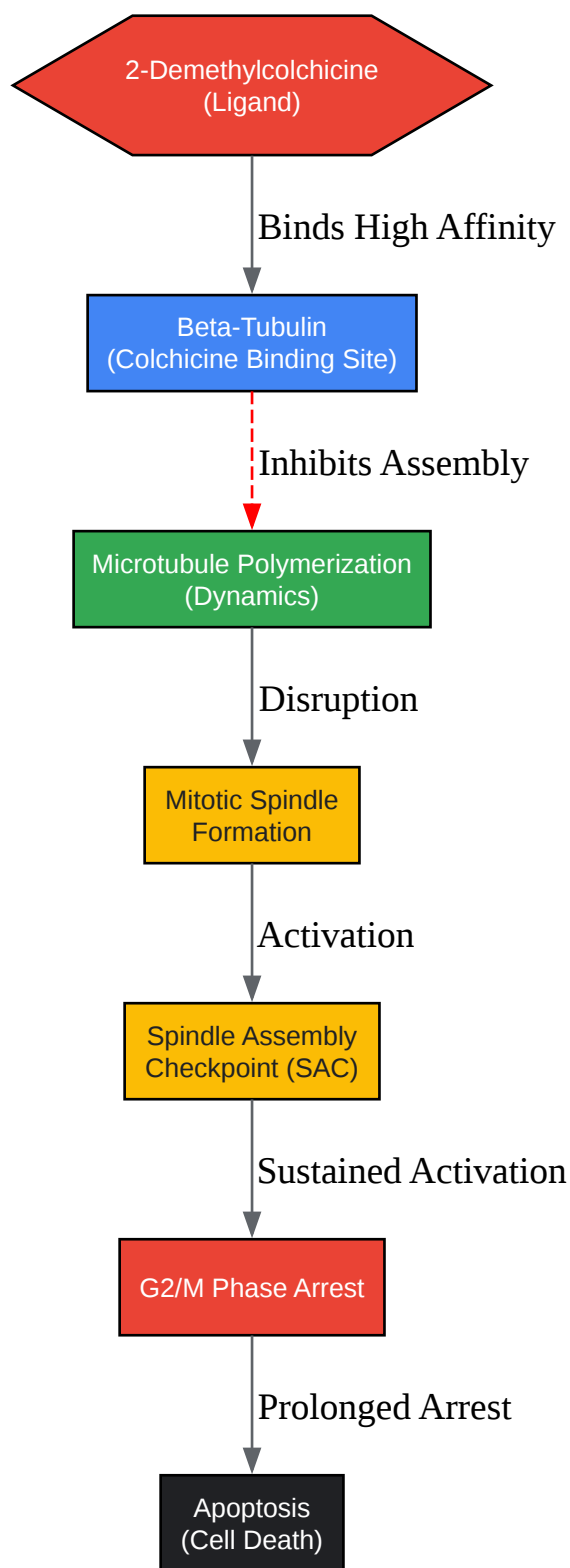 2-Demethylcolchicine
(Ligand)
Binds High Affinity
Beta-Tubulin
(Colchicine Binding Site)
Inhibits Assembly
Microtubule Polymerization
(Dynamics)
Disruption
Mitotic Spindle
Formation
Activation
Spindle Assembly
Checkpoint (SAC)
Sustained Activation
G2/M Phase Arrest
Prolonged Arrest
Apoptosis
(Cell Death)